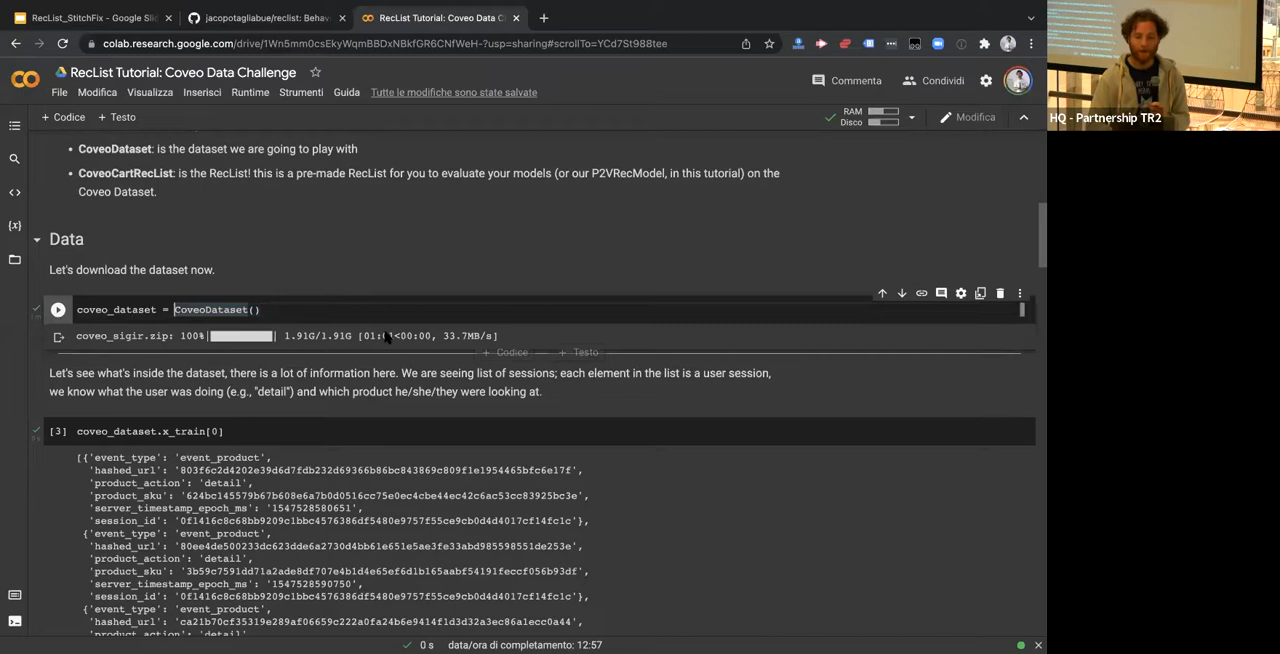 RecList_StitchFix - Google Sli
jacopotagliabue/reclist: Behav
RecList Tutorial: Coveo Data C
colab.research.google.com/drive/1Wn5mm0csEkyWqmBBDxNBkfGR6CNfWeH-?usp=sharing#scrollTo=YCd7St988tee
RecList Tutorial: Coveo Data Challenge
Commenta
Condividi
File Modifica Visualizza Inserisci Runtime Strumenti Guida Tutte le modifiche sono state salvate
+ Codice + Testo
RAM
Disco
Modifica
HQ - Partnership TR2
• CoveoDataset: is the dataset we are going to play with
• CoveoCartRecList: is the RecList! this is a pre-made RecList for you to evaluate your models (or our P2VRecModel, in this tutorial) on the
Coveo Dataset.
Data
Let's download the dataset now.
coveo_dataset = CoveoDataset()
coveo_sigir.zip: 100%| | 1.91G/1.91G [01: <00:00, 33.7MB/s]
+ Codice + Testo
Let's see what's inside the dataset, there is a lot of information here. We are seeing list of sessions; each element in the list is a user session,
we know what the user was doing (e.g., "detail") and which product he/she/they were looking at.
[3] coveo_dataset.x_train[0]
[{'event_type': 'event_product',
'hashed_url': '803f6c2d4202e39d6d7fdb232d69366b86bc843869c809f1e1954465bfc6e17f',
'product_action': 'detail',
'product_sku': '624bc145579b67b608e6a7b0d0516cc75e0ec4cbe44ec42c6ac53cc83925bc3e',
'server_timestamp_epoch_ms': '1547528580651',
'session_id': '0f1416c8c68bb9209c1bbc4576386df5480e9757f55ce9cb0d4d4017cf14fc1c'},
{'event_type': 'event_product',
'hashed_url': '80ee4de500233dc623dde6a2730d4bb61e651e5ae3fe33abd985598551de253e',
'product_action': 'detail',
'product_sku': '3b59c7591dd71a2ade8df707e4b1d4e65ef6d1b165aabf54191feccf056b93df',
'server_timestamp_epoch_ms': '1547528590750',
'session_id': '0f1416c8c68bb9209c1bbc4576386df5480e9757f55ce9cb0d4d4017cf14fc1c'},
{'event_type': 'event_product',
'hashed_url': 'ca21b70cf35319e289af06659c222a0fa24b6e9414f1d3d32a3ec86a1ecc0a44',
'product_action': 'detail',
0 s data/ora di completamento: 12:57